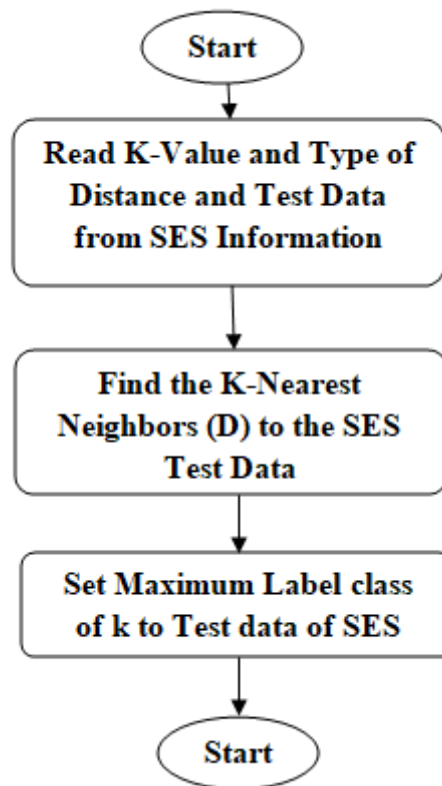 Start
Read K-Value and Type of
Distance and Test Data
from SES Information
Find the K-Nearest
Neighbors (D) to the SES
Test Data
Set Maximum Label class
of k to Test data of SES
Start